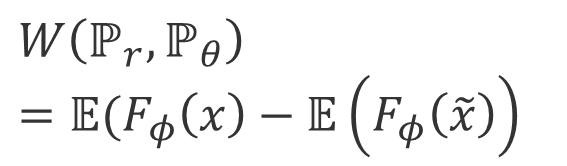 W(ℙ_r, ℙ_θ)
= 𝔼(F_ϕ(x) − 𝔼(F_ϕ(x̃))